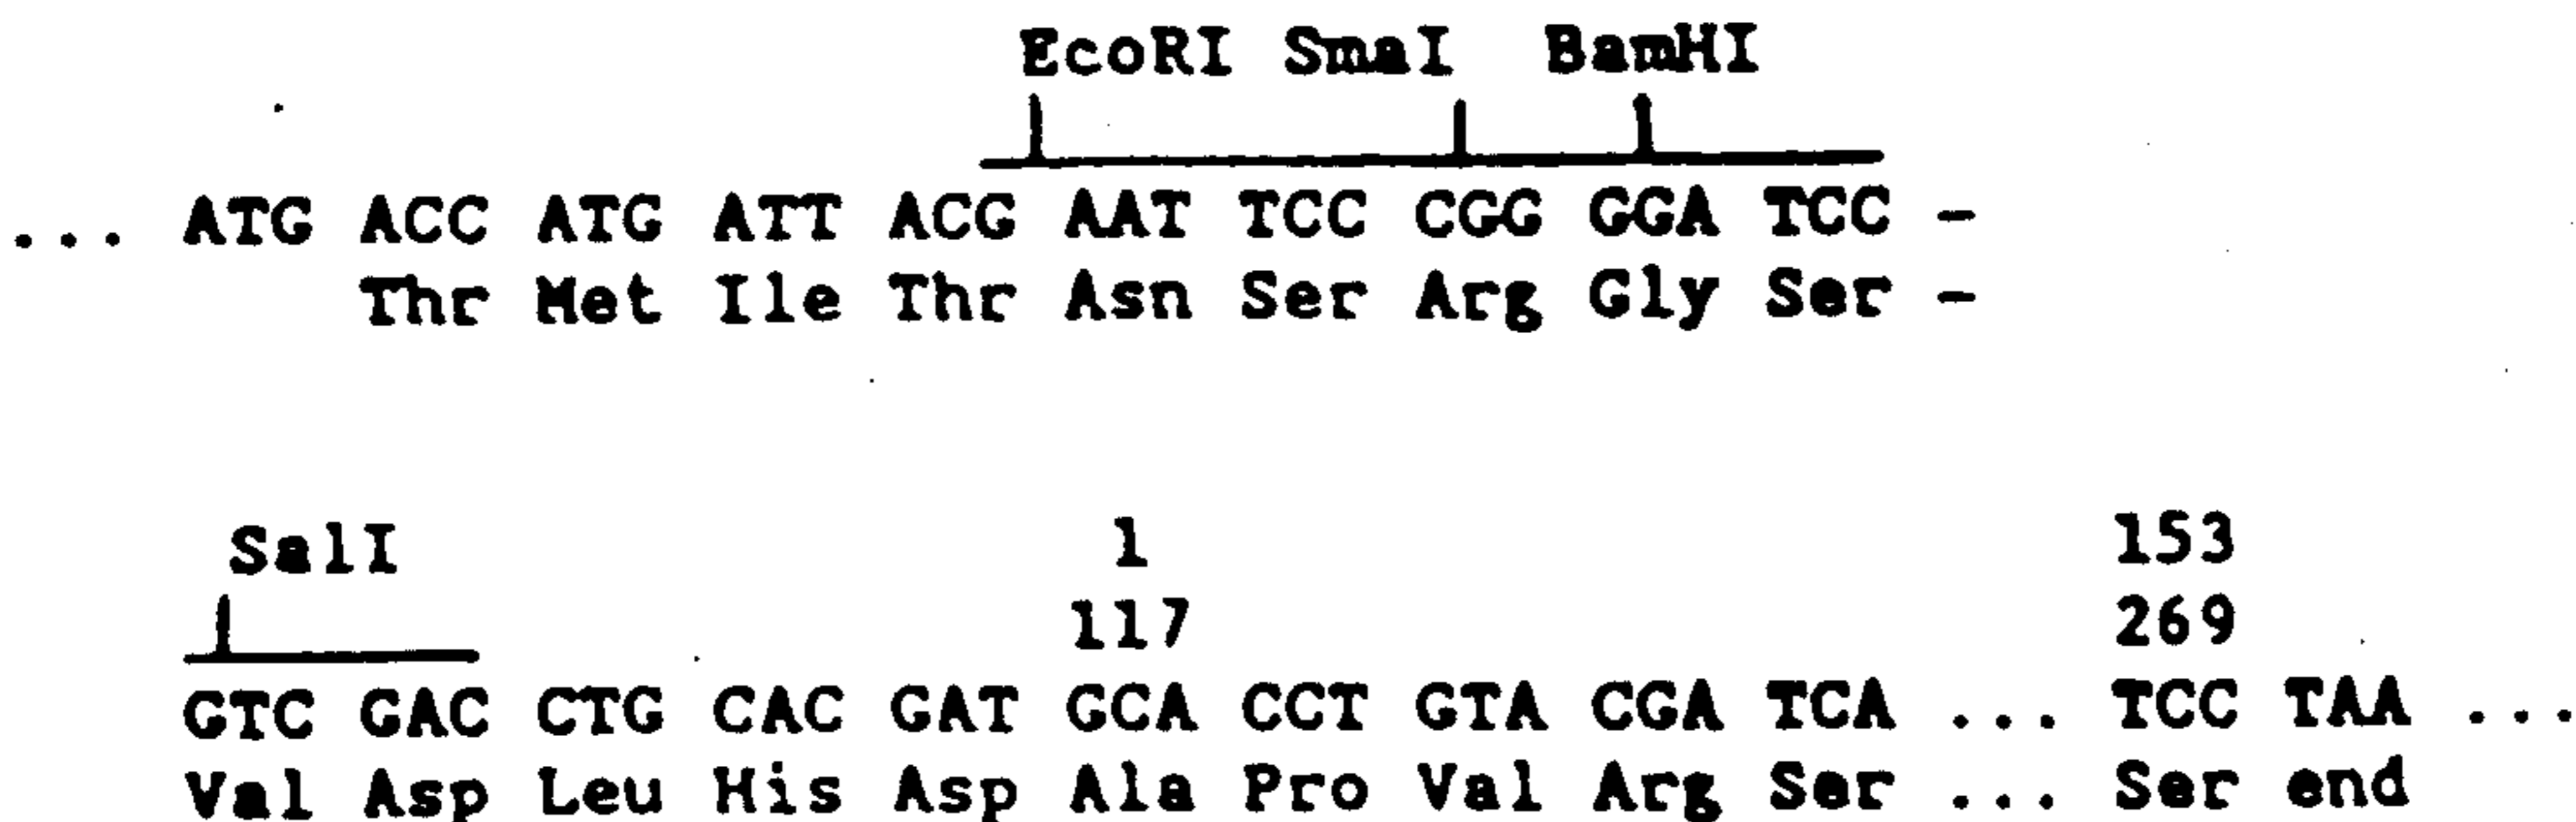 EcoRI SmaI BamHI
... ATG ACC ATG ATT ACG AAT TCC CGG GGA TCC -
Thr Met Ile Thr Asn Ser Arg Gly Ser -
SalI 1 153
117 269
GTC GAC CTG CAC GAT GCA CCT GTA CGA TCA ... TCC TAA ...
Val Asp Leu His Asp Ala Pro Val Arg Ser ... Ser end